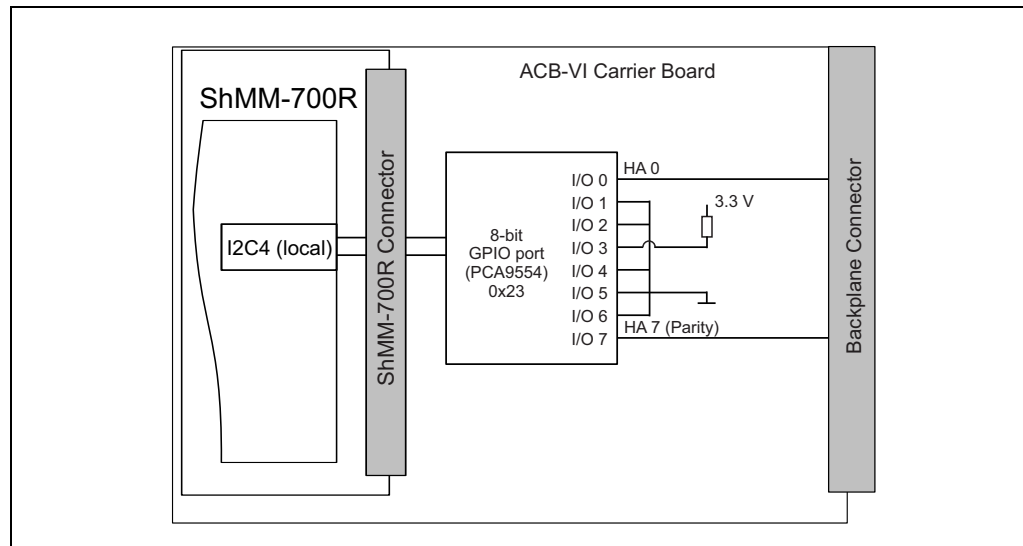 ACB-VI Carrier Board
ShMM-700R
I2C4 (local)
ShMM-700R Connector
8-bit
GPIO port
(PCA9554)
0x23
I/O 0
I/O 1
I/O 2
I/O 3
I/O 4
I/O 5
I/O 6
I/O 7
HA 0
3.3 V
HA 7 (Parity)
Backplane Connector